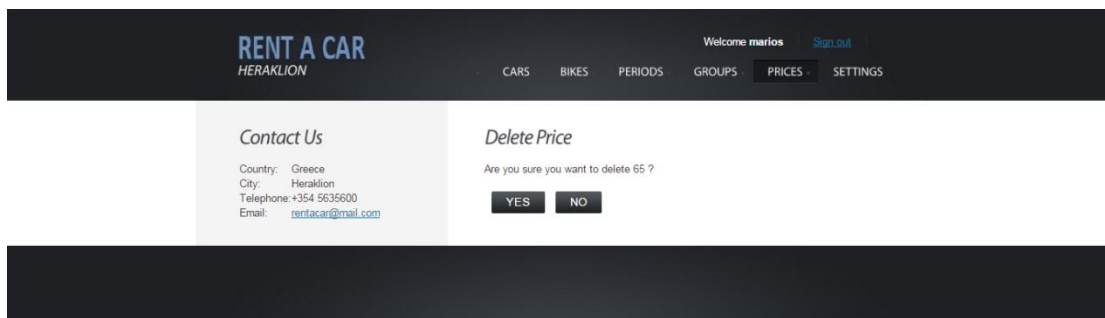 RENT A CAR
HERAKLION
Welcome marios Sign out
CARS BIKES PERIODS GROUPS PRICES SETTINGS
Contact Us
Country: Greece
City: Heraklion
Telephone:+354 5635600
Email: rentacar@mail.com
Delete Price
Are you sure you want to delete 65 ?
YES NO